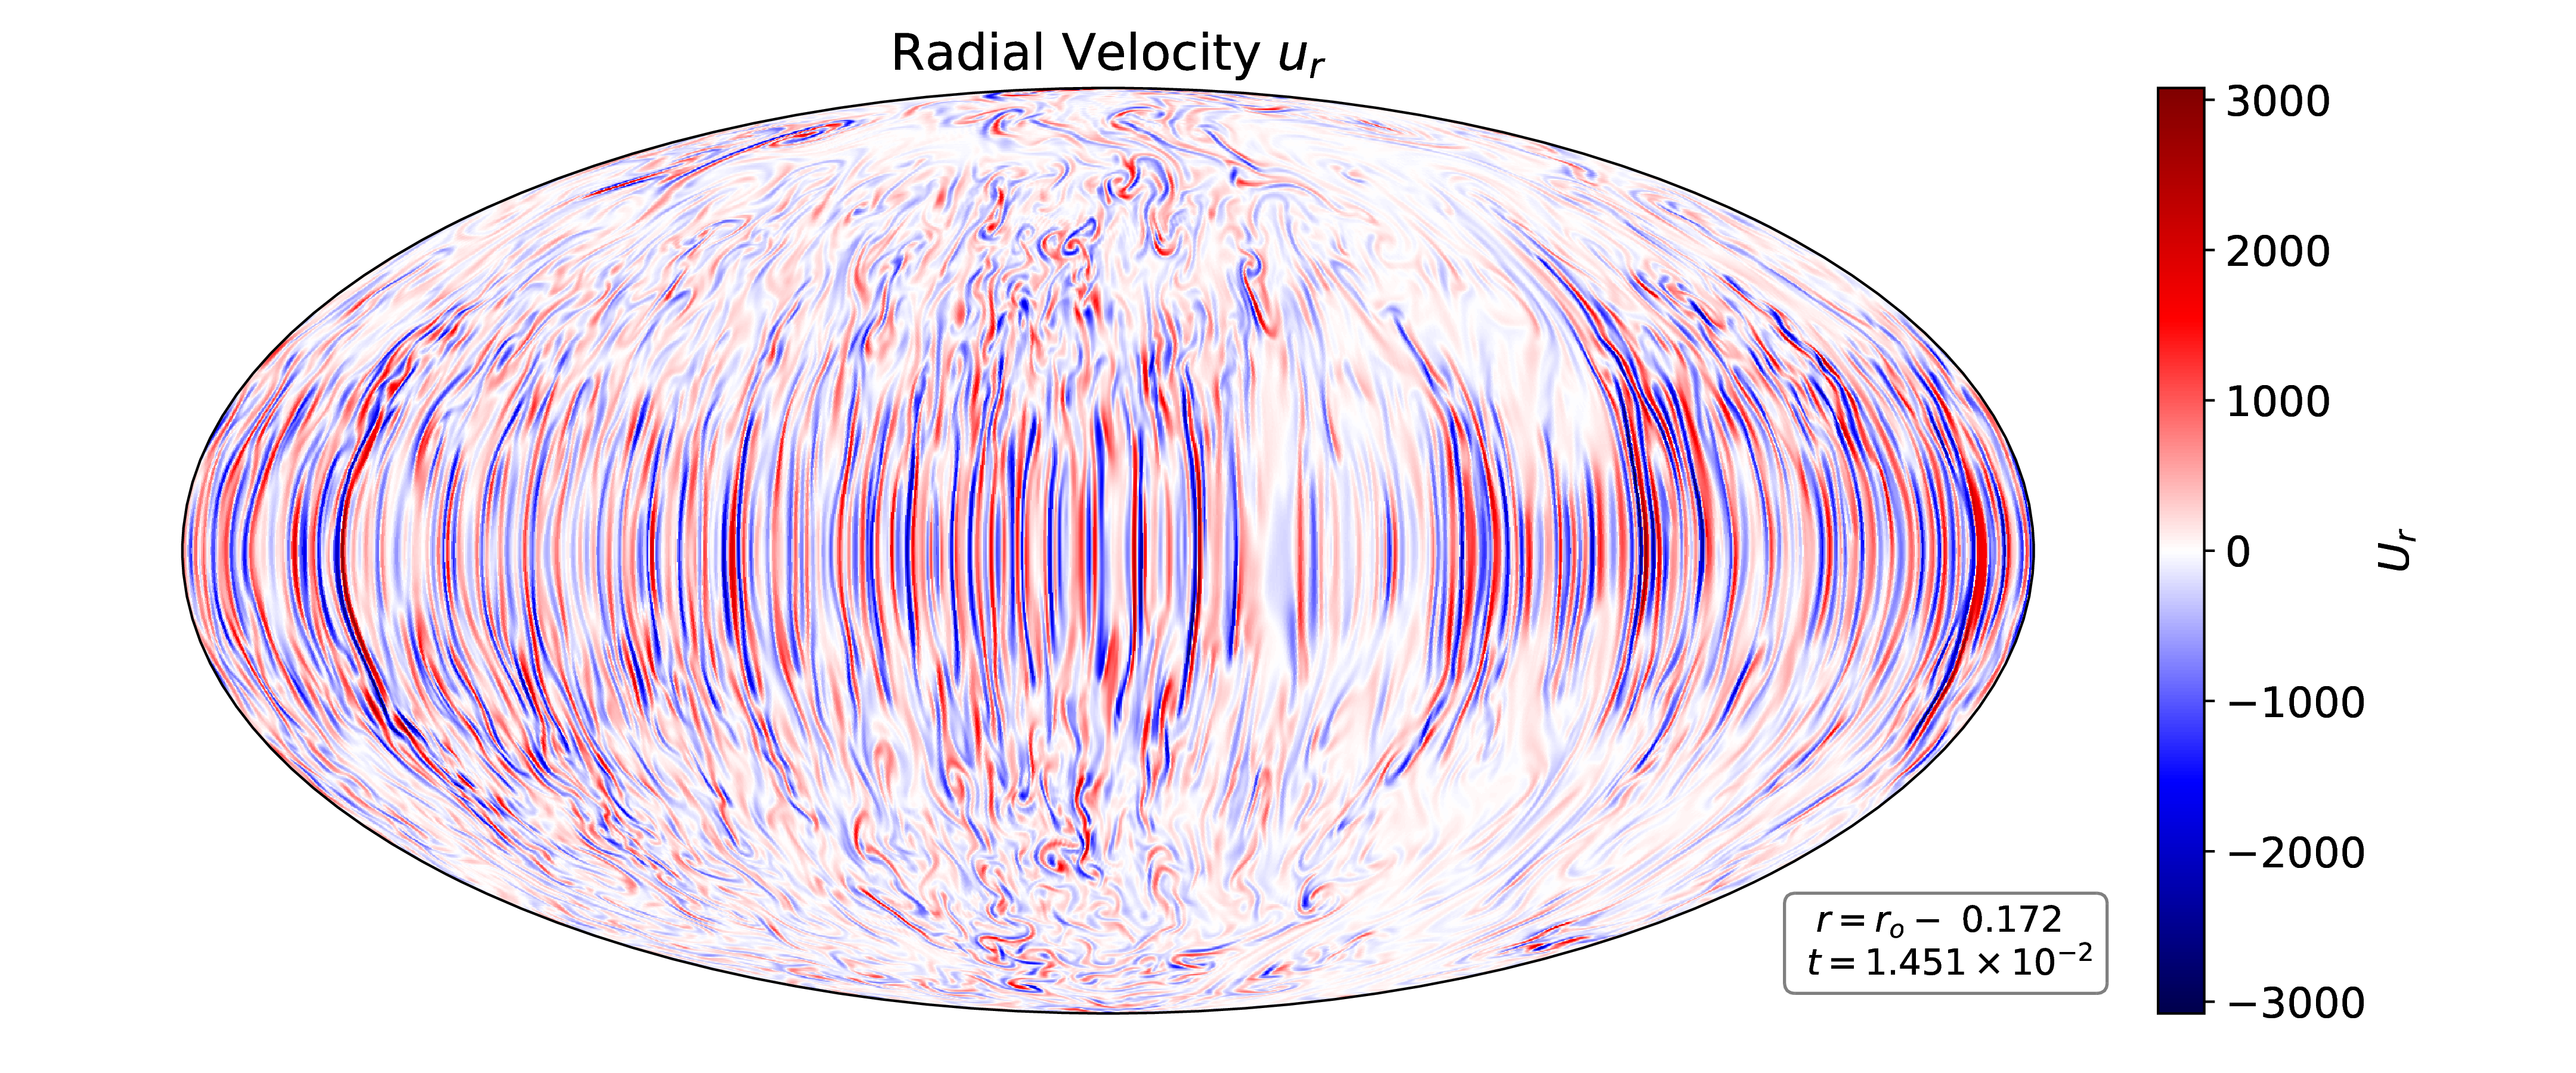 Radial Velocity u_r
3000
2000
1000
0
−1000
−2000
−3000
U_r
r = r_o − 0.172
t = 1.451 × 10⁻²